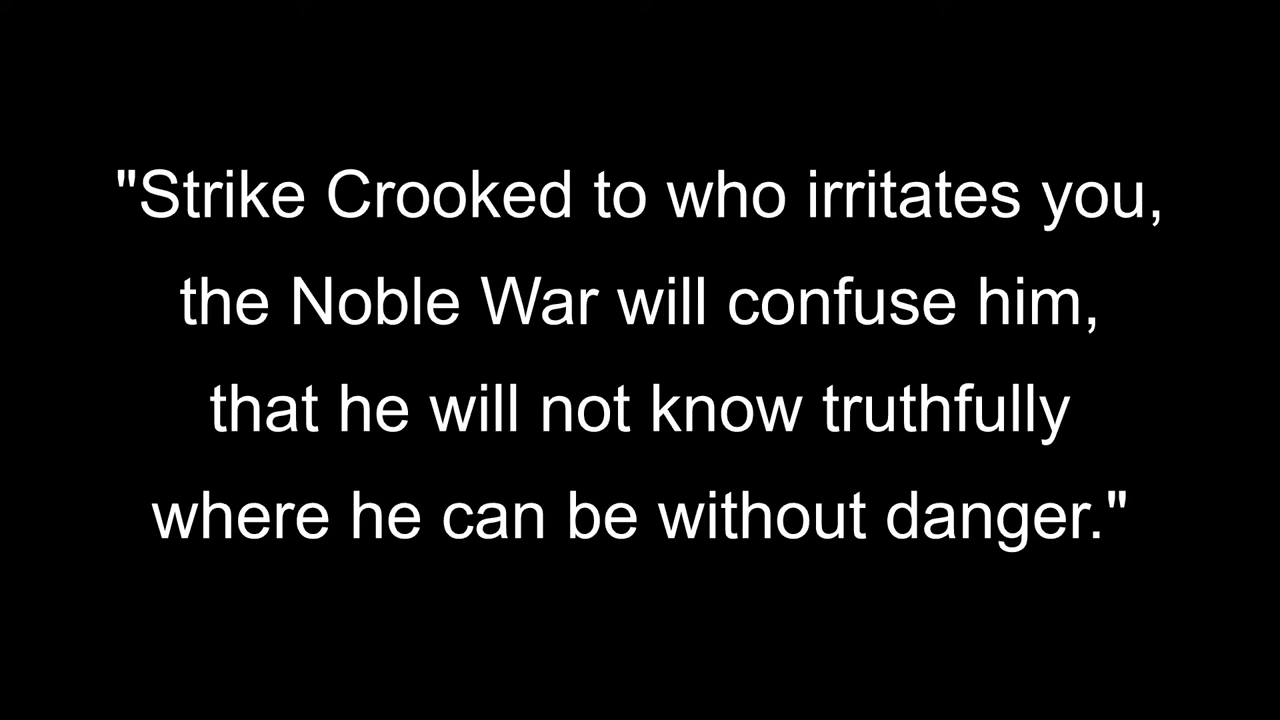 "Strike Crooked to who irritates you,
the Noble War will confuse him,
that he will not know truthfully
where he can be without danger."